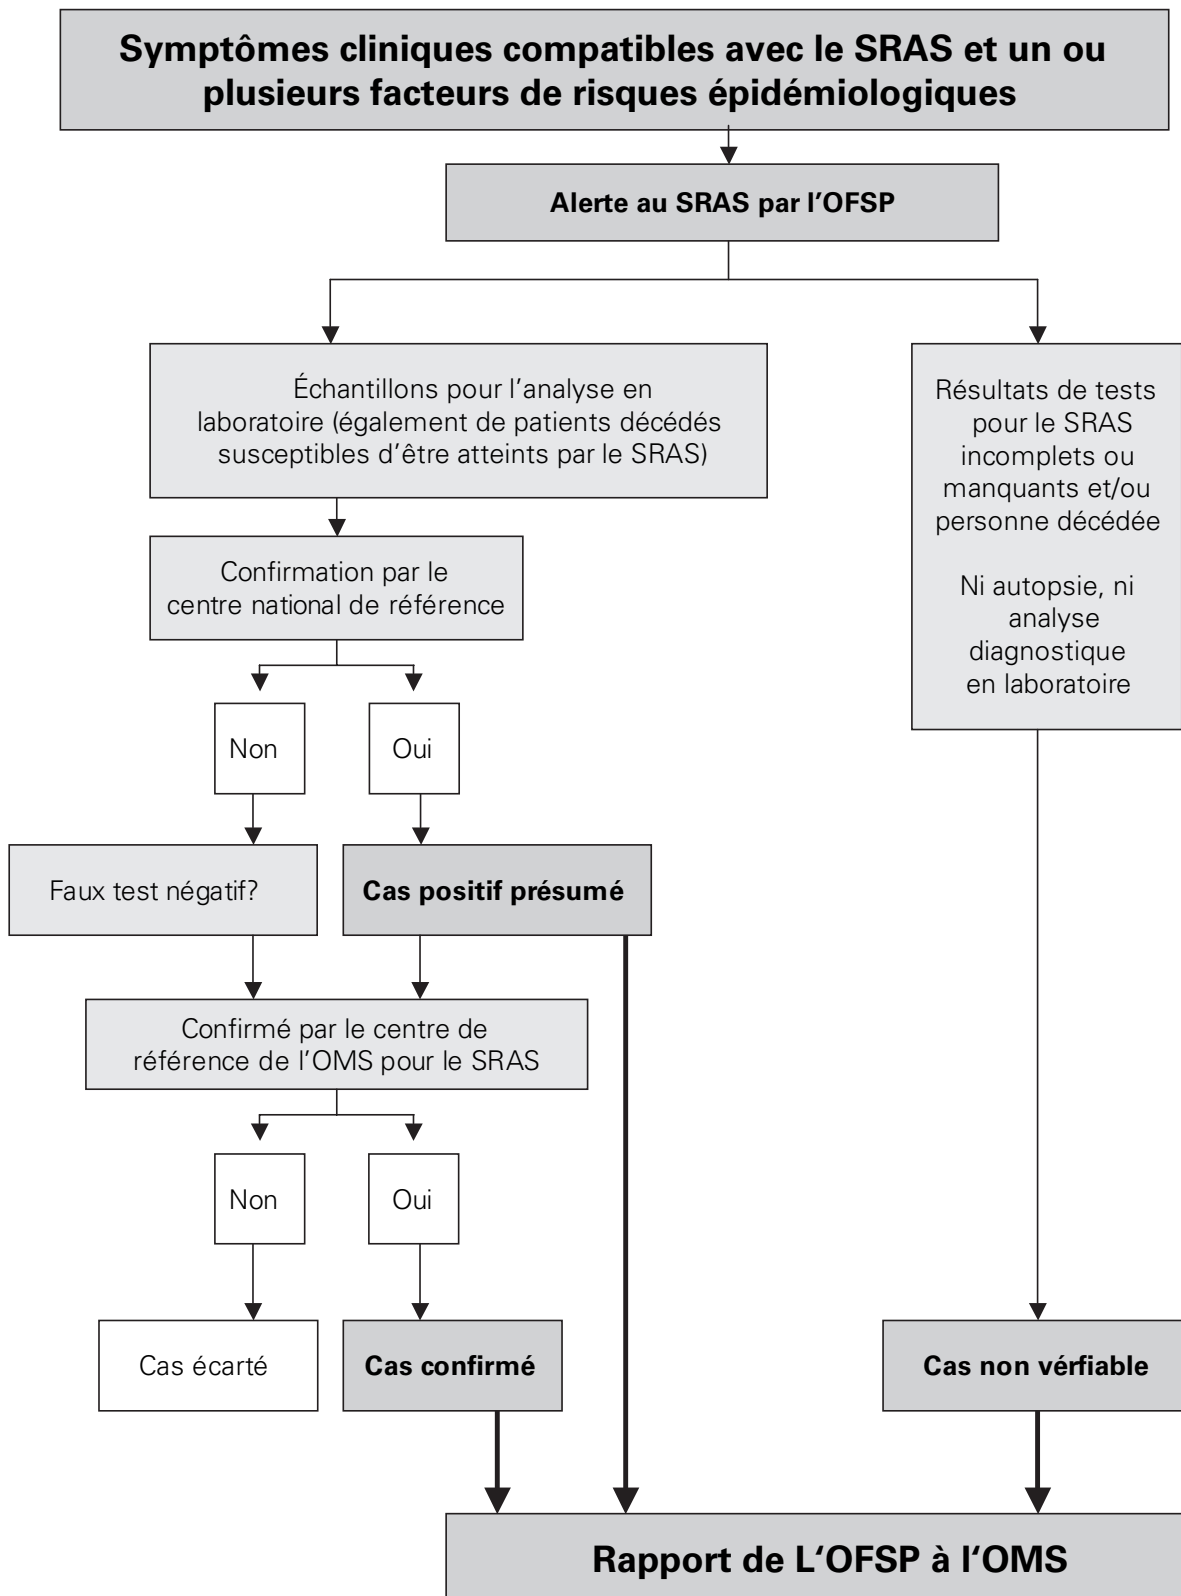 Symptômes cliniques compatibles avec le SRAS et un ou
plusieurs facteurs de risques épidémiologiques
Alerte au SRAS par l’OFSP
Échantillons pour l’analyse en
laboratoire (également de patients décédés
susceptibles d’être atteints par le SRAS)
Résultats de tests
pour le SRAS
incomplets ou
manquants et/ou
personne décédée
Ni autopsie, ni
analyse
diagnostique
en laboratoire
Confirmation par le
centre national de référence
Non
Oui
Faux test négatif?
Cas positif présumé
Confirmé par le centre de
référence de l’OMS pour le SRAS
Non
Oui
Cas écarté
Cas confirmé
Cas non vérfiable
Rapport de L‘OFSP à l‘OMS